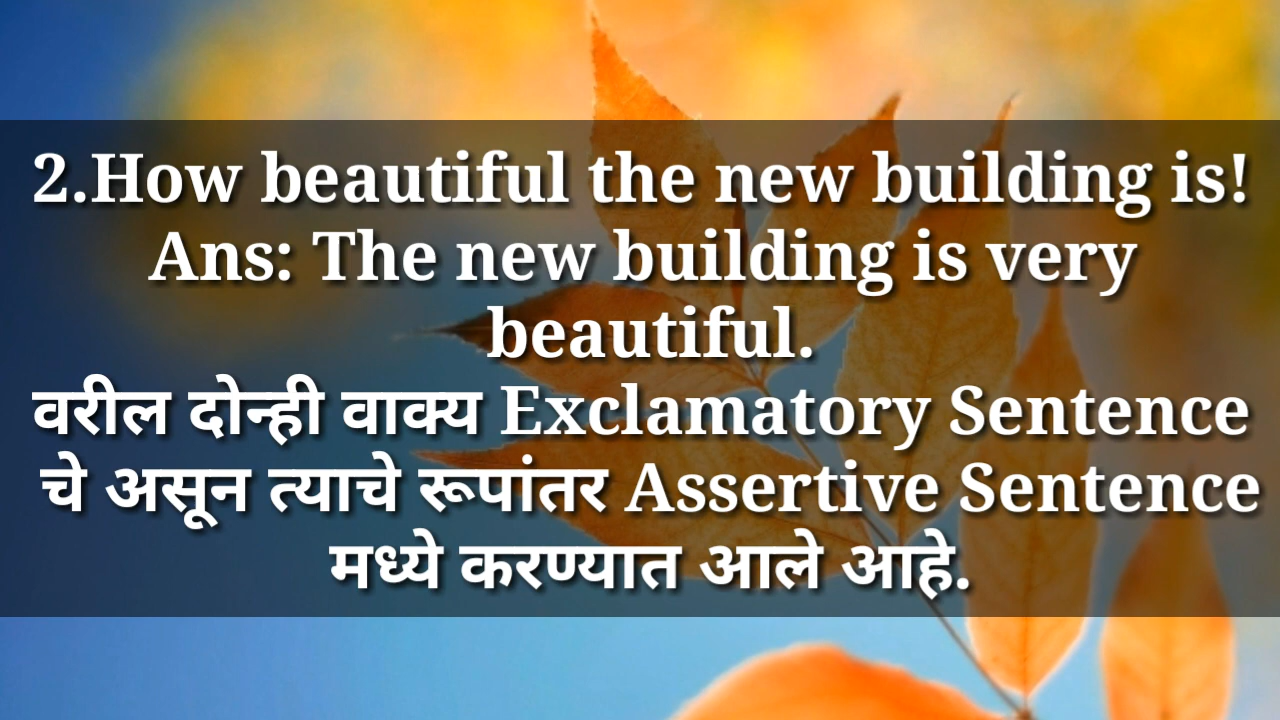 2.How beautiful the new building is!
Ans: The new building is very
beautiful.
वरील दोन्ही वाक्य Exclamatory Sentence
चे असून त्याचे रूपांतर Assertive Sentence
मध्ये करण्यात आले आहे.